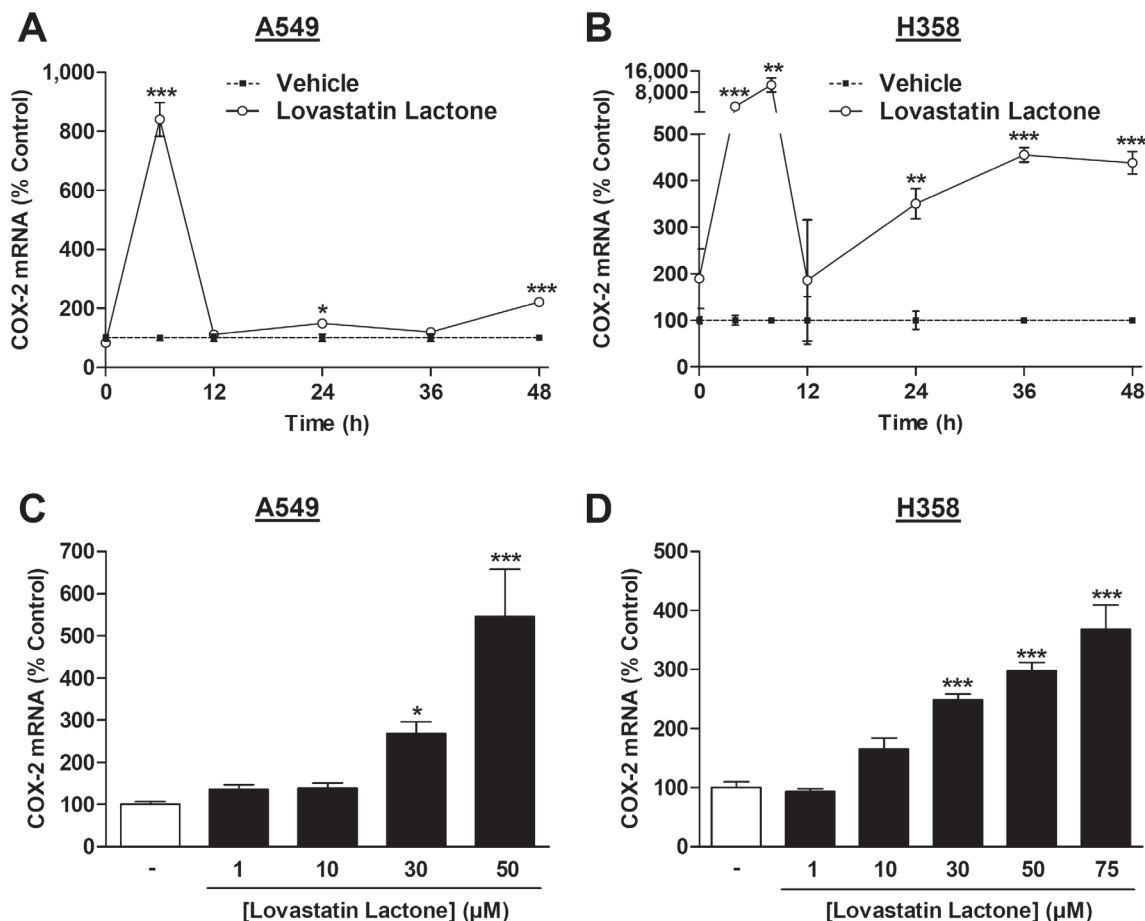 A
A549
COX-2 mRNA (% Control)
1,000
800
600
400
200
0
Vehicle
Lovastatin Lactone
***
*
***
0 12 24 36 48
Time (h)
B
H358
COX-2 mRNA (% Control)
16,000
8,000
500
400
300
200
100
0
Vehicle
Lovastatin Lactone
***
**
**
***
***
0 12 24 36 48
Time (h)
C
A549
COX-2 mRNA (% Control)
700
600
500
400
300
200
100
0
*
***
- 1 10 30 50
[Lovastatin Lactone] (µM)
D
H358
COX-2 mRNA (% Control)
500
400
300
200
100
0
***
***
***
- 1 10 30 50 75
[Lovastatin Lactone] (µM)